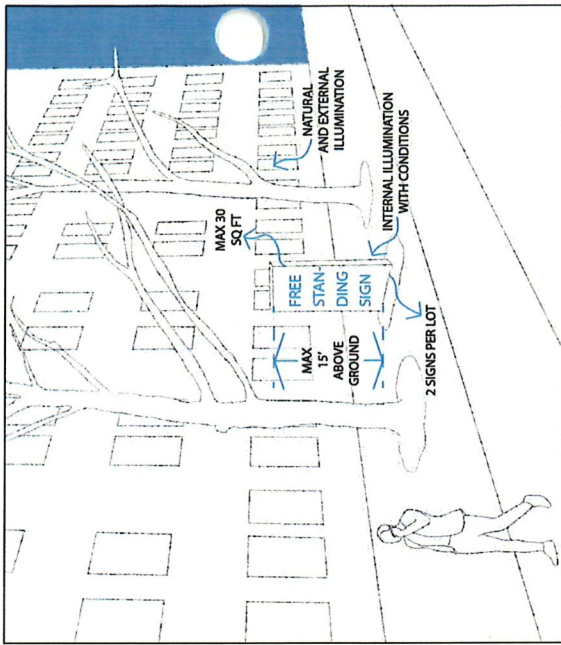 NATURAL
AND EXTERNAL
ILLUMINATION
MAX 30
SQ FT
INTERNAL ILLUMINATION
WITH CONDITIONS
FREE
STAN-
DING
SIGN
MAX
15'
ABOVE
GROUND
2 SIGNS PER LOT